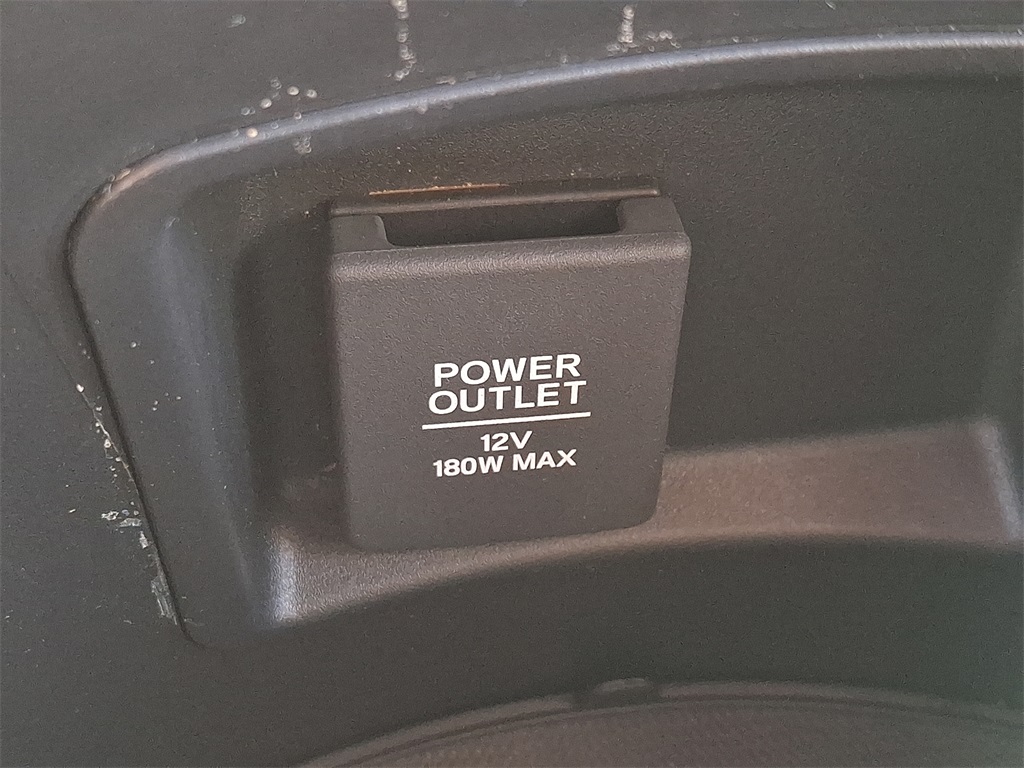 POWER
OUTLET
12V
180W MAX